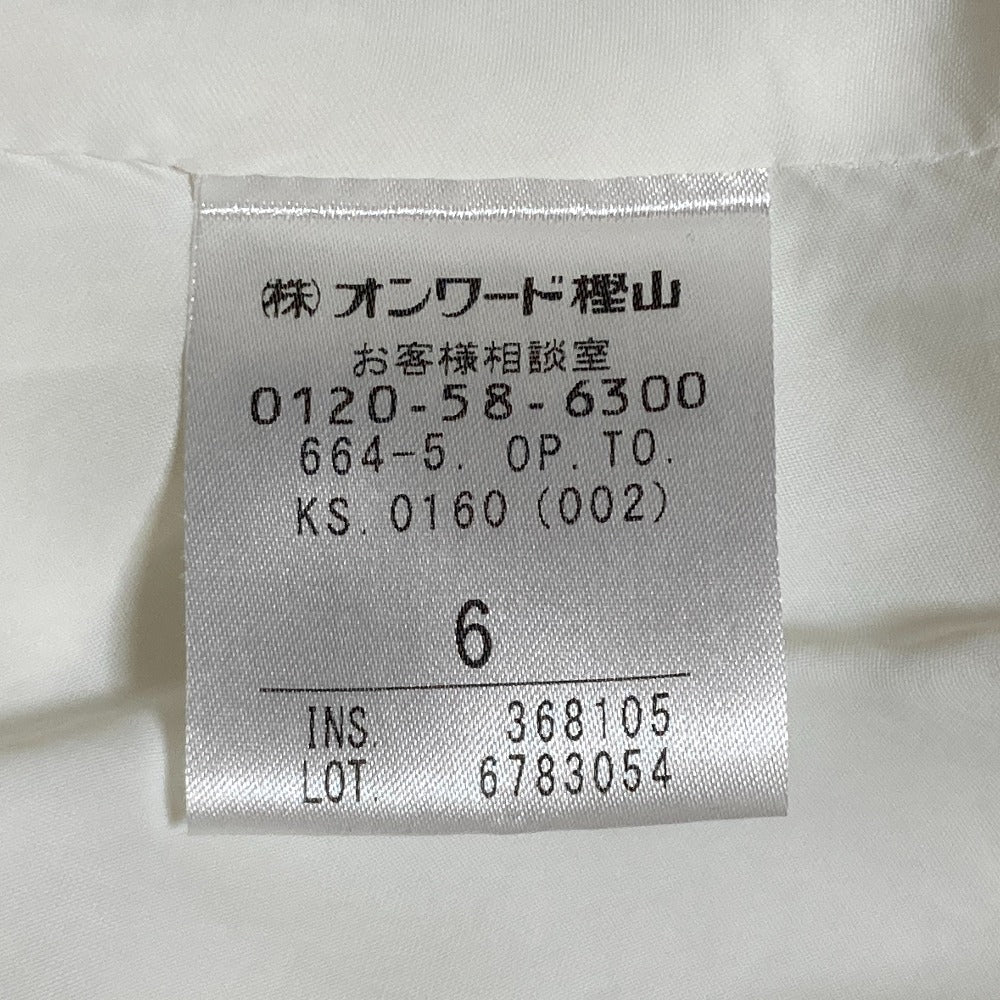 (株)オンワード樫山
お客様相談室
0120-58-6300
664-5. OP. TO.
KS. 0160 (002)
6
INS. 368105
LOT. 6783054